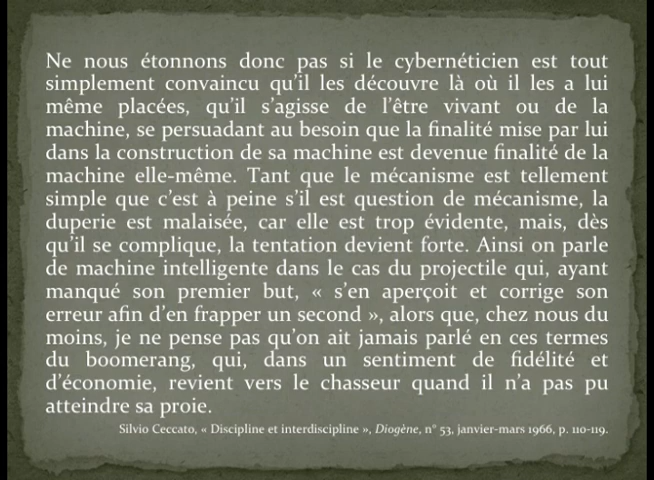 Ne nous étonnons donc pas si le cybernéticien est tout
simplement convaincu qu'il les découvre là où il les a lui
même placées, qu'il s'agisse de l'être vivant ou de la
machine, se persuadant au besoin que la finalité mise par lui
dans la construction de sa machine est devenue finalité de la
machine elle-même. Tant que le mécanisme est tellement
simple que c'est à peine s'il est question de mécanisme, la
duperie est malaisée, car elle est trop évidente, mais, dès
qu'il se complique, la tentation devient forte. Ainsi on parle
de machine intelligente dans le cas du projectile qui, ayant
manqué son premier but, « s'en aperçoit et corrige son
erreur afin d'en frapper un second », alors que, chez nous du
moins, je ne pense pas qu'on ait jamais parlé en ces termes
du boomerang, qui, dans un sentiment de fidélité et
d'économie, revient vers le chasseur quand il n'a pas pu
atteindre sa proie.
Silvio Ceccato, « Discipline et interdiscipline », Diogène, n° 53, janvier-mars 1966, p. 110-119.